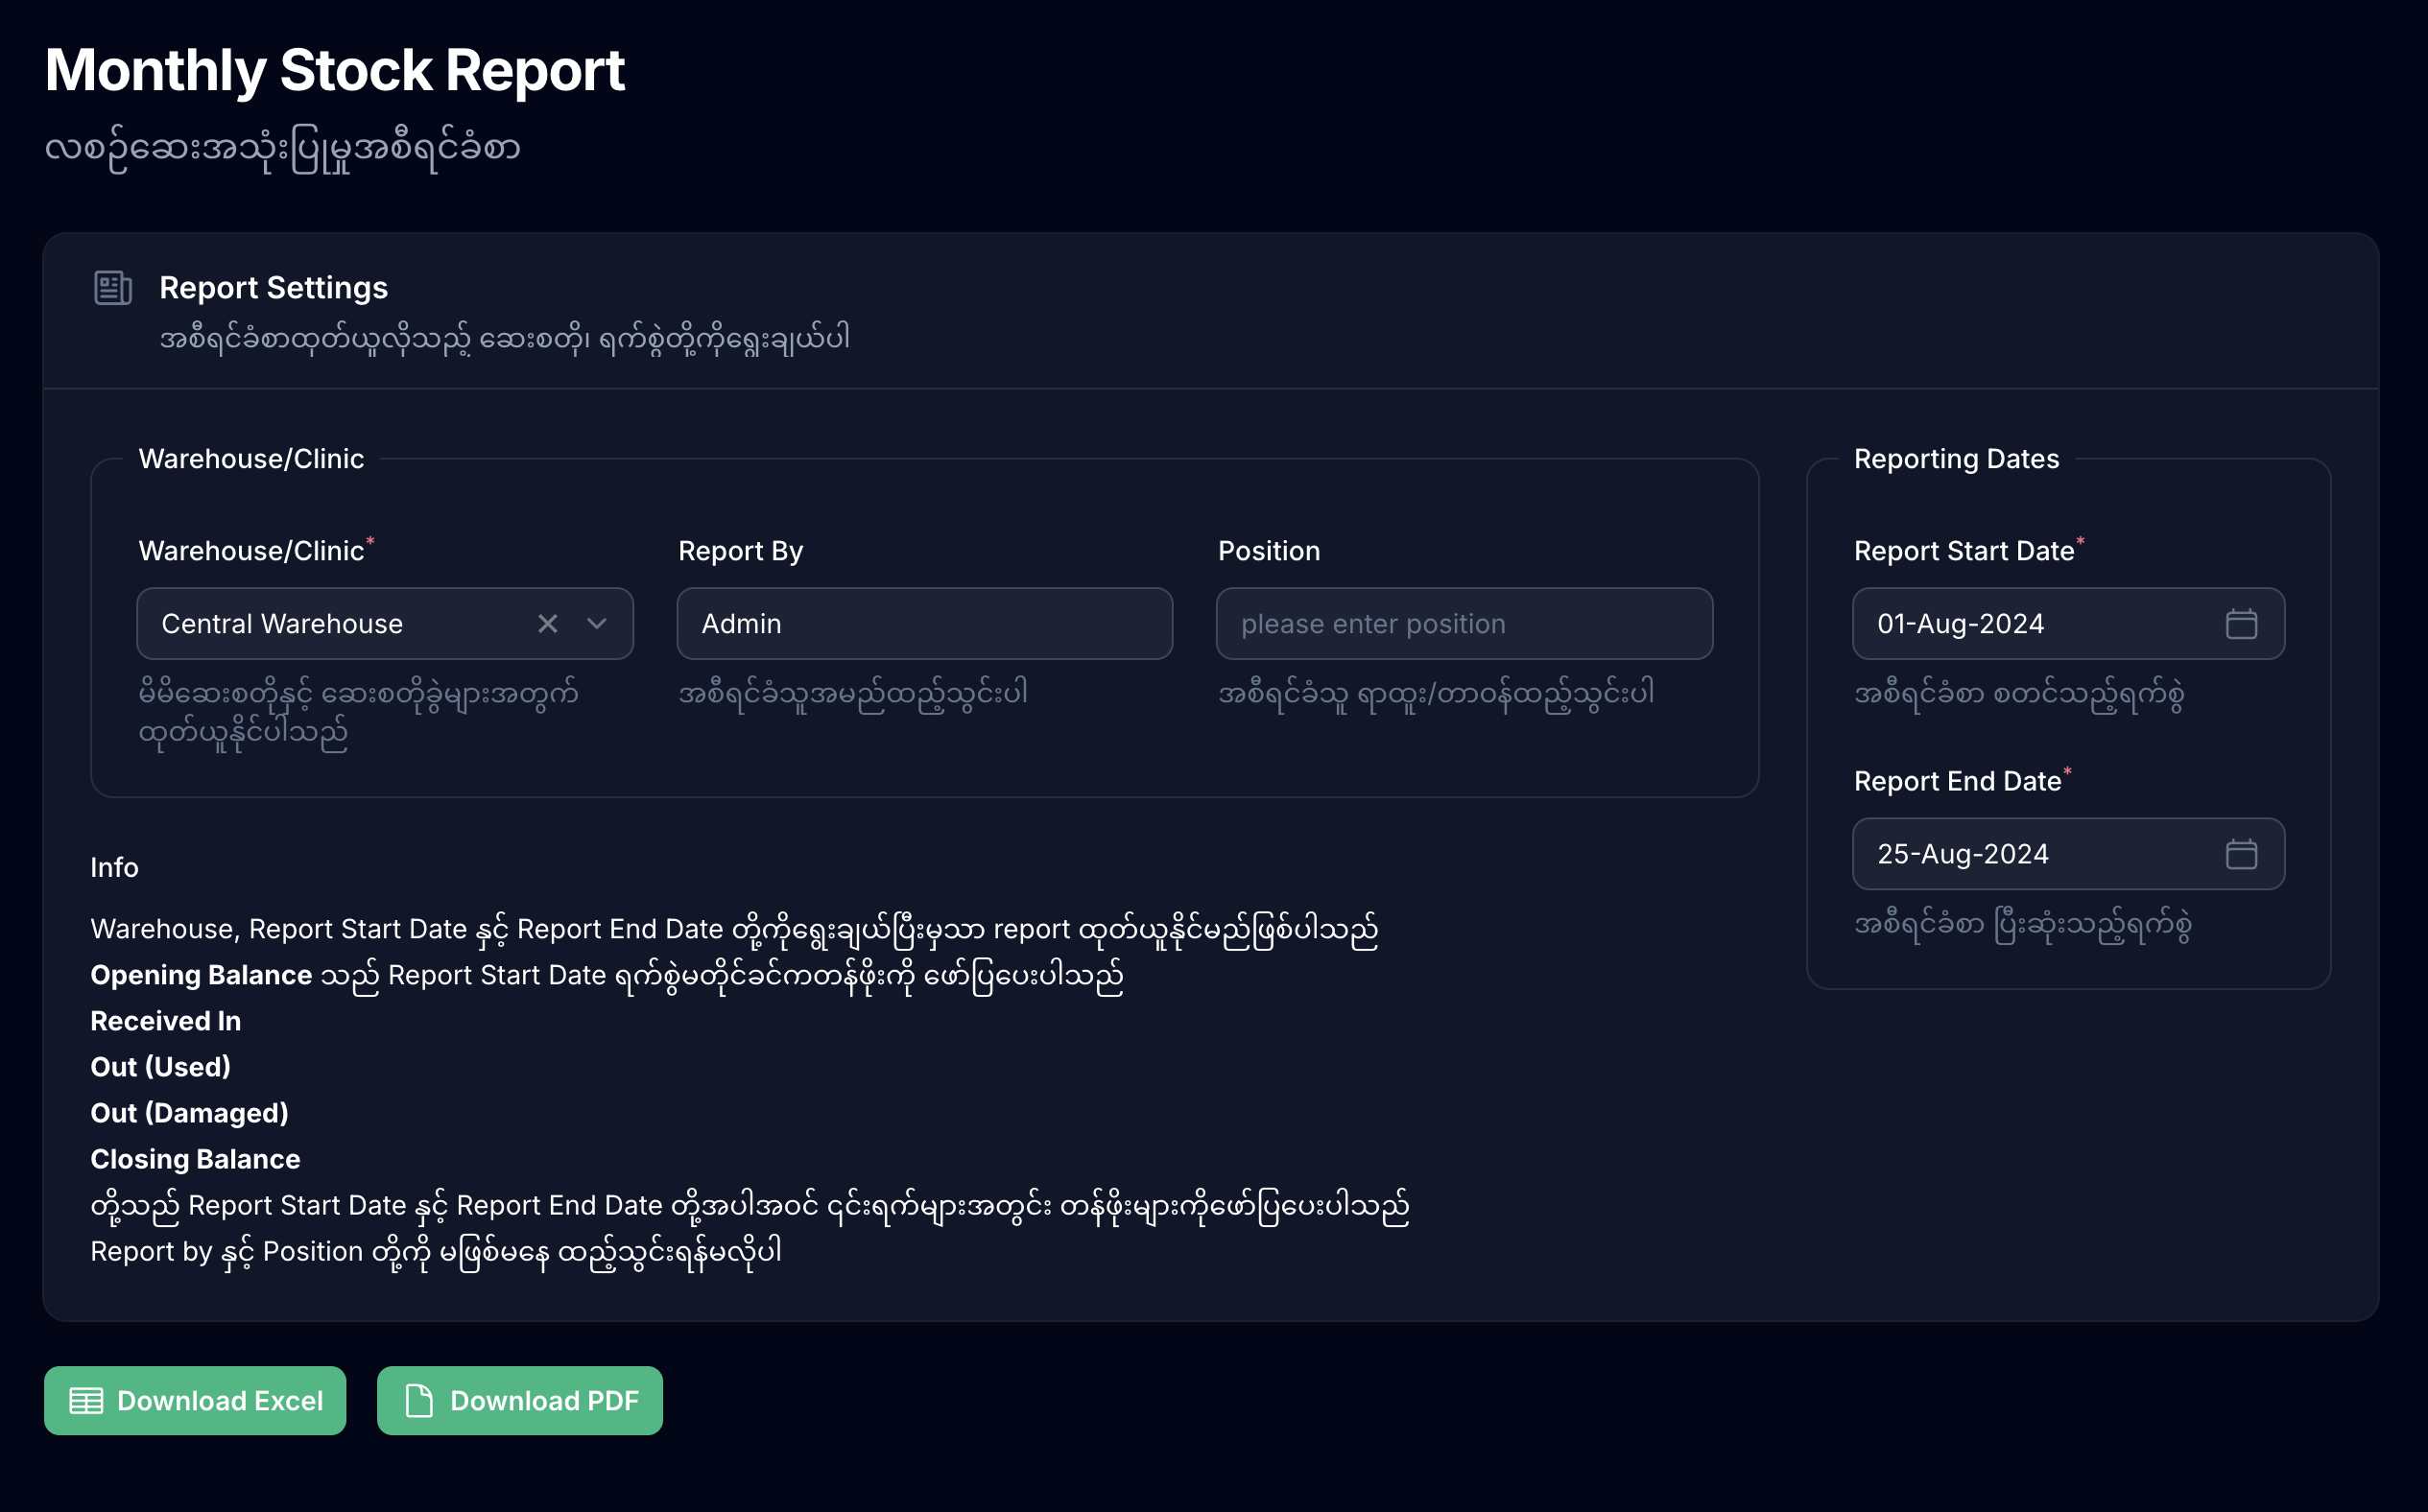 Monthly Stock Report
လစဉ်ဆေးအသုံးပြုမှုအစီရင်ခံစာ
Report Settings
အစီရင်ခံစာထုတ်ယူလိုသည့် ဆေးစတို၊ ရက်စွဲတို့ကိုရွေးချယ်ပါ
Warehouse/Clinic
Warehouse/Clinic*
Central Warehouse
မိမိဆေးစတိုနှင့် ဆေးစတိုခွဲများအတွက်
ထုတ်ယူနိုင်ပါသည်
Report By
Admin
အစီရင်ခံသူအမည်ထည့်သွင်းပါ
Position
please enter position
အစီရင်ခံသူ ရာထူး/တာဝန်ထည့်သွင်းပါ
Reporting Dates
Report Start Date*
01-Aug-2024
အစီရင်ခံစာ စတင်သည့်ရက်စွဲ
Report End Date*
25-Aug-2024
အစီရင်ခံစာ ပြီးဆုံးသည့်ရက်စွဲ
Info
Warehouse, Report Start Date နှင့် Report End Date တို့ကိုရွေးချယ်ပြီးမှသာ report ထုတ်ယူနိုင်မည်ဖြစ်ပါသည်
Opening Balance သည် Report Start Date ရက်စွဲမတိုင်ခင်ကတန်ဖိုးကို ဖော်ပြပေးပါသည်
Received In
Out (Used)
Out (Damaged)
Closing Balance
တို့သည် Report Start Date နှင့် Report End Date တို့အပါအဝင် ၎င်းရက်များအတွင်း တန်ဖိုးများကိုဖော်ပြပေးပါသည်
Report by နှင့် Position တို့ကို မဖြစ်မနေ ထည့်သွင်းရန်မလိုပါ
Download Excel
Download PDF